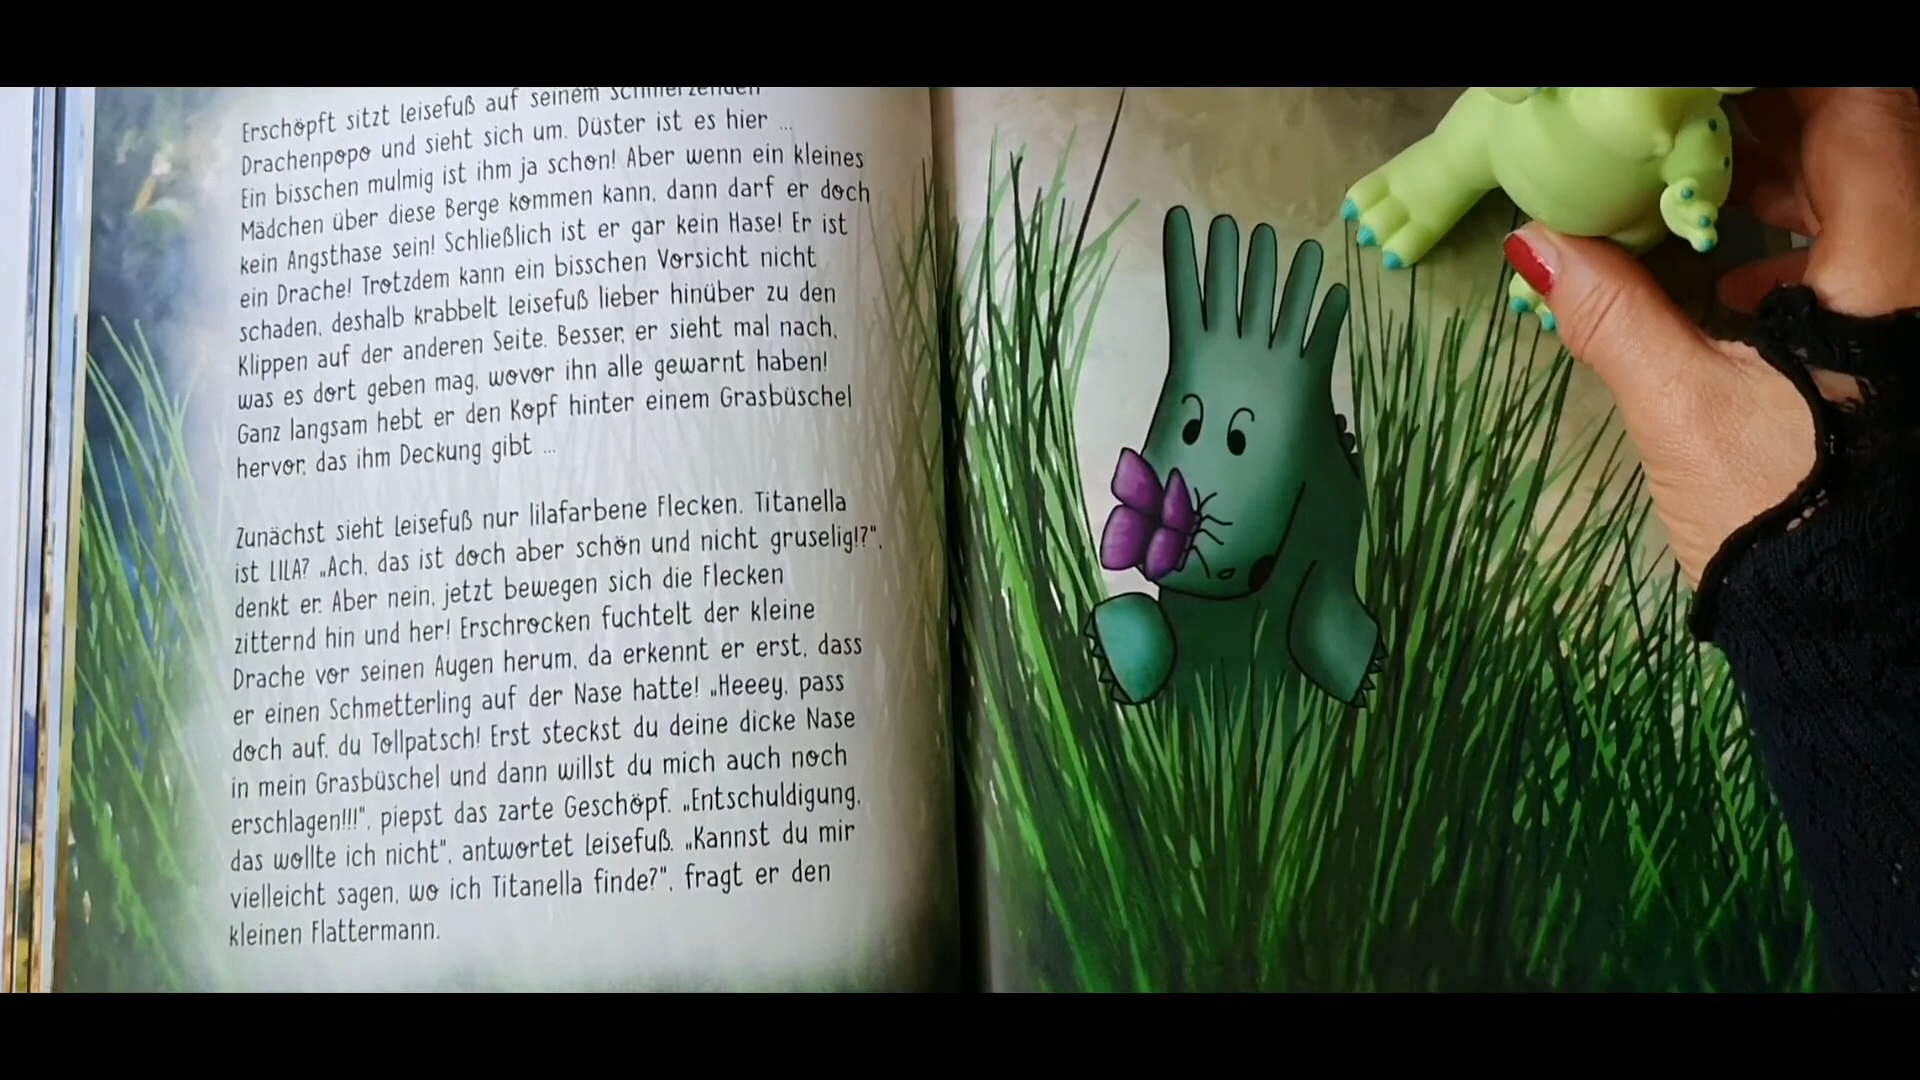 Erschöpft sitzt Leisefuß auf seinem schmerzenden
Drachenpopo und sieht sich um. Düster ist es hier ...
Ein bisschen mulmig ist ihm ja schon! Aber wenn ein kleines
Mädchen über diese Berge kommen kann, dann darf er doch
kein Angsthase sein! Schließlich ist er gar kein Hase! Er ist
ein Drache! Trotzdem kann ein bisschen Vorsicht nicht
schaden, deshalb krabbelt Leisefuß lieber hinüber zu den
Klippen auf der anderen Seite. Besser, er sieht mal nach,
was es dort geben mag, wovor ihn alle gewarnt haben!
Ganz langsam hebt er den Kopf hinter einem Grasbüschel
hervor, das ihm Deckung gibt ...
Zunächst sieht Leisefuß nur lilafarbene Flecken. Titanella
ist LILA? „Ach, das ist doch aber schön und nicht gruselig!?",
denkt er. Aber nein, jetzt bewegen sich die Flecken
zitternd hin und her! Erschrocken fuchtelt der kleine
Drache vor seinen Augen herum, da erkennt er erst, dass
er einen Schmetterling auf der Nase hatte! „Heeey, pass
doch auf, du Tollpatsch! Erst steckst du deine dicke Nase
in mein Grasbüschel und dann willst du mich auch noch
erschlagen!!!", piepst das zarte Geschöpf. „Entschuldigung,
das wollte ich nicht", antwortet Leisefuß. „Kannst du mir
vielleicht sagen, wo ich Titanella finde?", fragt er den
kleinen Flattermann.